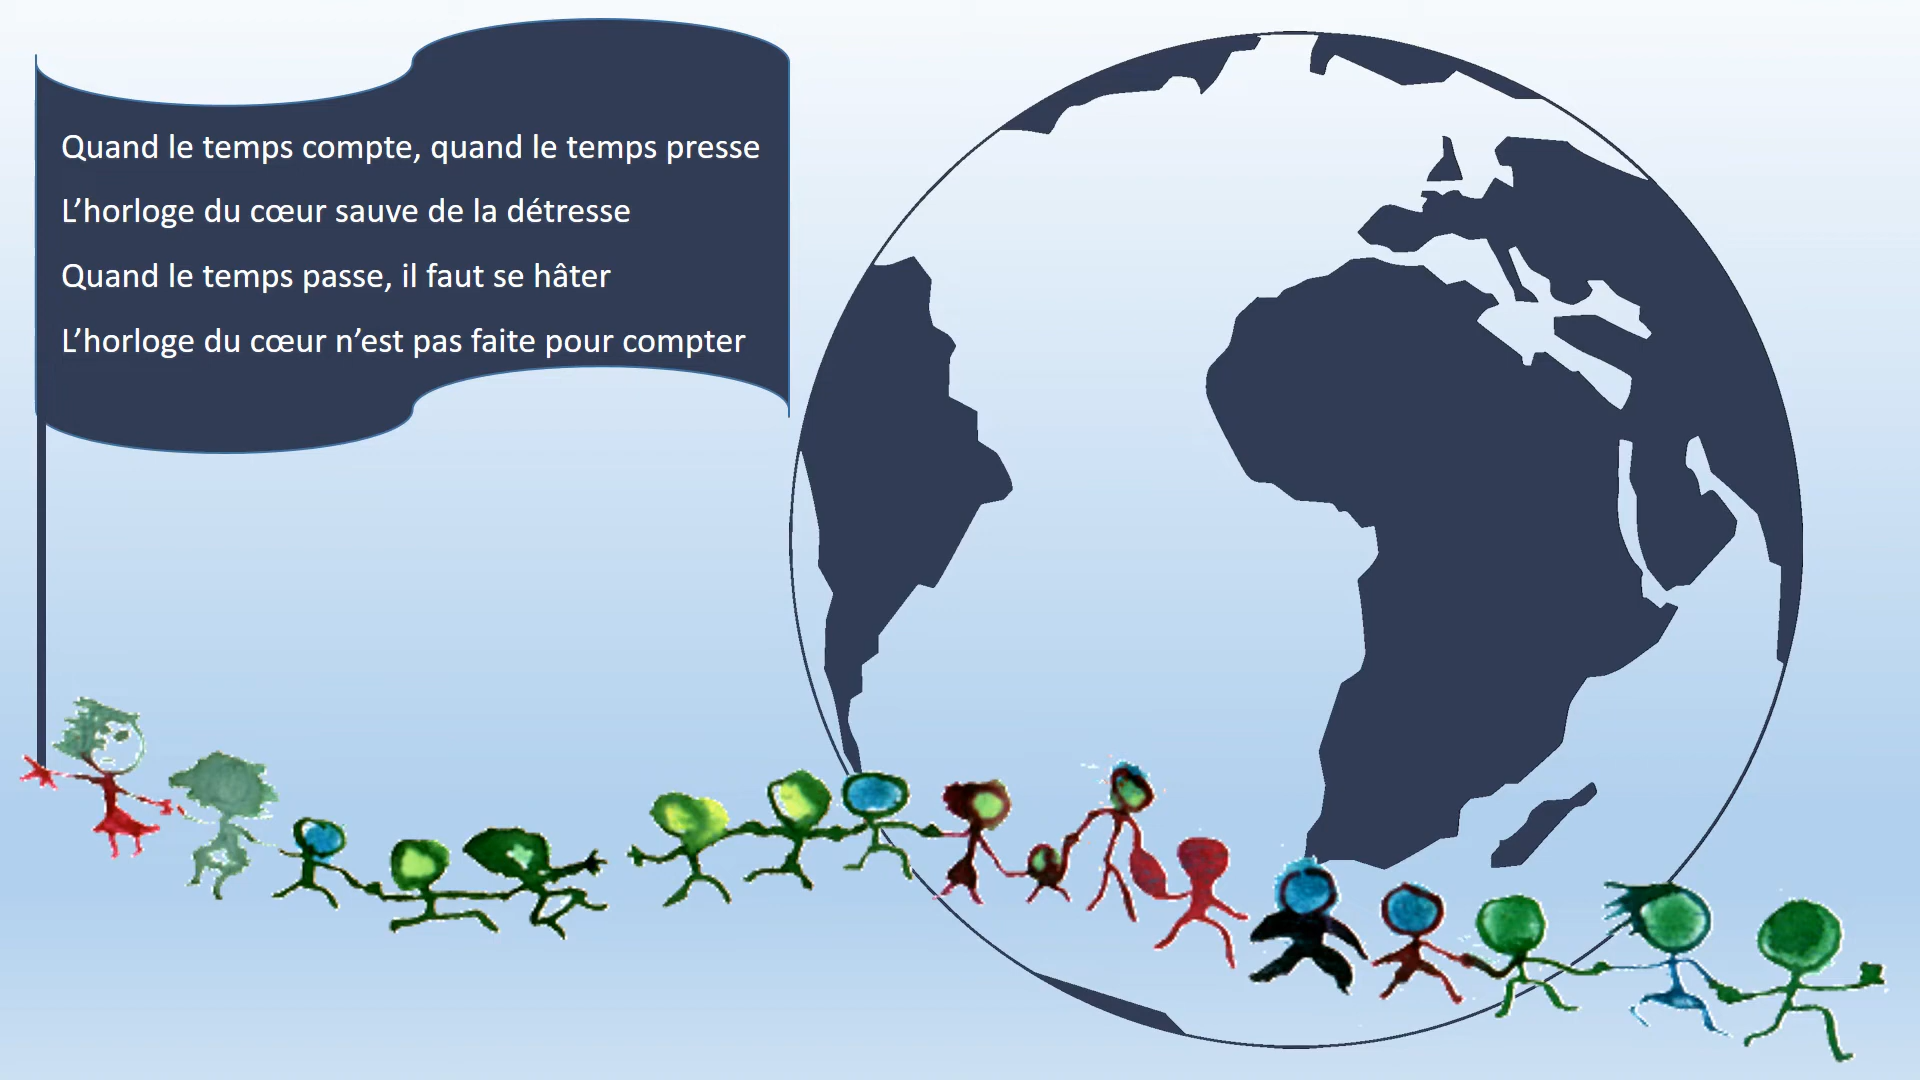 Quand le temps compte, quand le temps presse
L’horloge du cœur sauve de la détresse
Quand le temps passe, il faut se hâter
L’horloge du cœur n’est pas faite pour compter